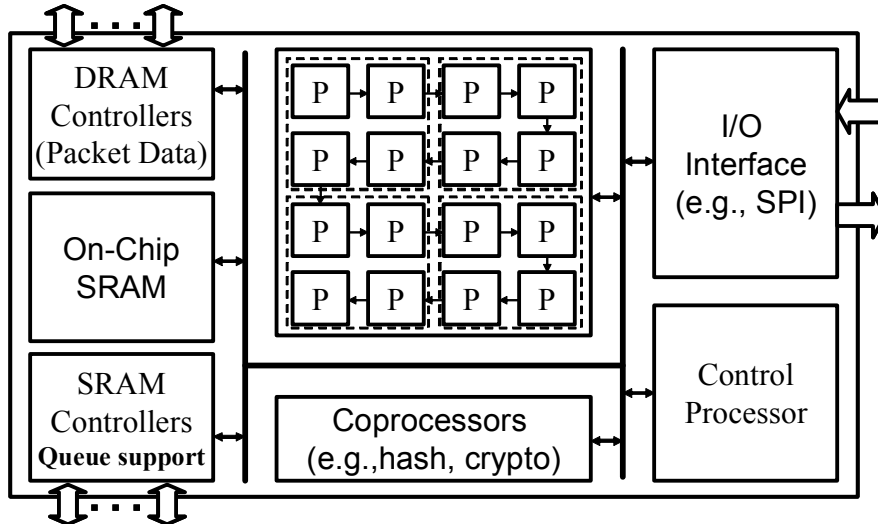 DRAM
Controllers
(Packet Data)
On-Chip
SRAM
SRAM
Controllers
Queue support
P P P P
P P P P
P P P P
P P P P
Coprocessors
(e.g.,hash, crypto)
I/O
Interface
(e.g., SPI)
Control
Processor